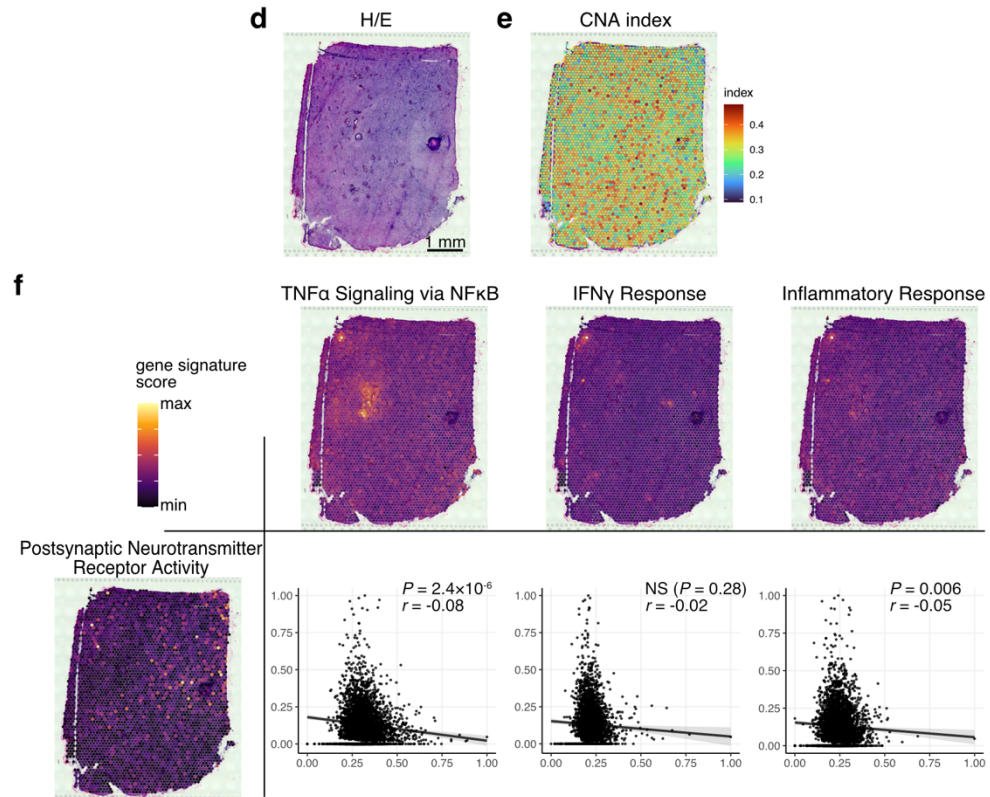 d
H/E
1 mm
e
CNA index
index
0.4
0.3
0.2
0.1
f
gene signature
score
max
min
TNFα Signaling via NFκB
IFNγ Response
Inflammatory Response
Postsynaptic Neurotransmitter
Receptor Activity
P = 2.4×10⁻⁶
r = -0.08
1.00
0.75
0.50
0.25
0.00
0.00 0.25 0.50 0.75 1.00
NS (P = 0.28)
r = -0.02
1.00
0.75
0.50
0.25
0.00
0.00 0.25 0.50 0.75 1.00
P = 0.006
r = -0.05
1.00
0.75
0.50
0.25
0.00
0.00 0.25 0.50 0.75 1.00